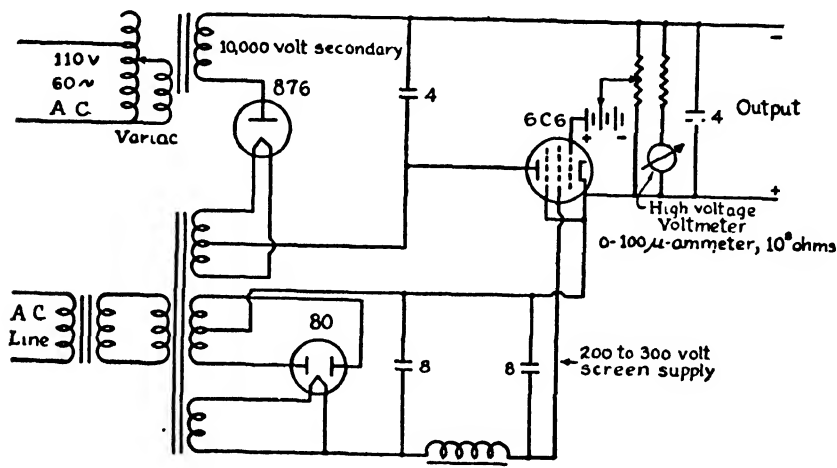 10,000 volt secondary
110 v
60~
A C.
Variac
876
4
6C6
+
-
-
4
Output
+
High voltage
Voltmeter
0-100 μ-ammeter, 10⁸ ohms
A C
Line
80
8
8
200 to 300 volt
screen supply